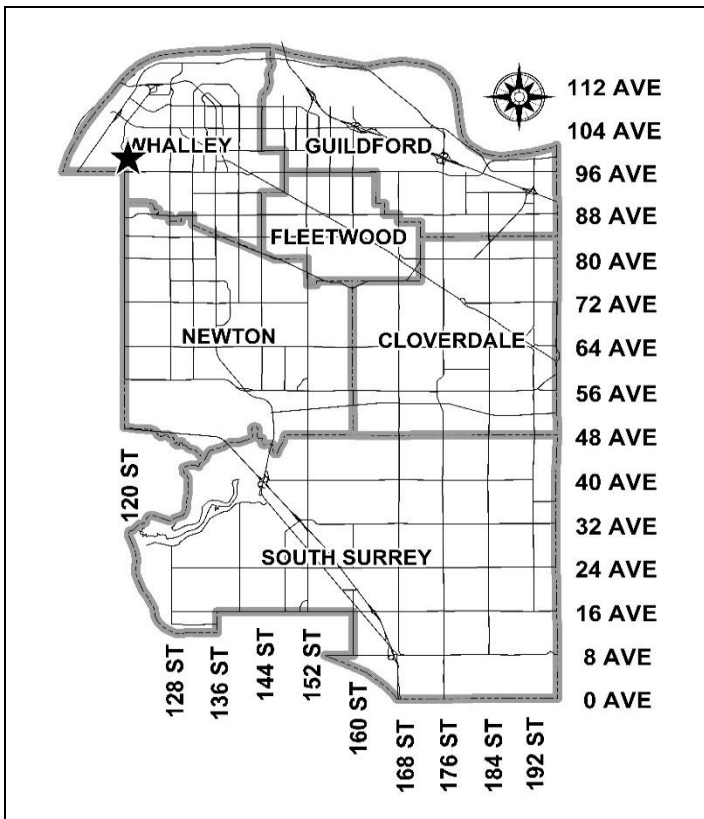 112 AVE
104 AVE
WHALLEY
GUILDFORD
96 AVE
88 AVE
FLEETWOOD
80 AVE
72 AVE
NEWTON
CLOVERDALE
64 AVE
56 AVE
48 AVE
120 ST
40 AVE
32 AVE
SOUTH SURREY
24 AVE
16 AVE
8 AVE
0 AVE
128 ST
136 ST
144 ST
152 ST
160 ST
168 ST
176 ST
184 ST
192 ST